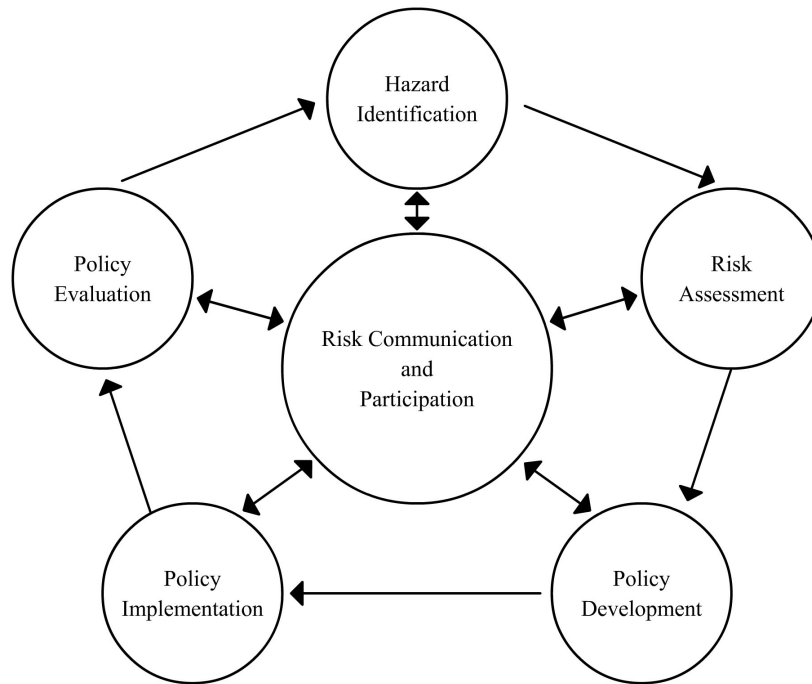 Hazard
Identification
Policy
Evaluation
Risk
Assessment
Risk Communication
and
Participation
Policy
Implementation
Policy
Development